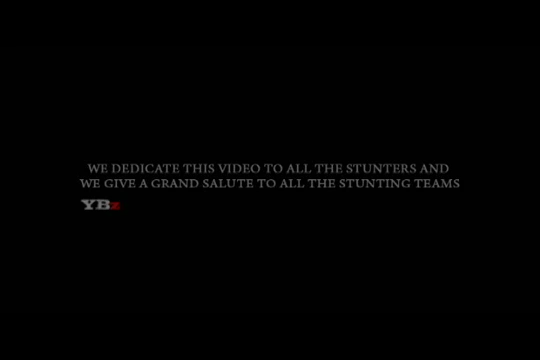 WE DEDICATE THIS VIDEO TO ALL THE STUNTERS AND
WE GIVE A GRAND SALUTE TO ALL THE STUNTING TEAMS
YBz